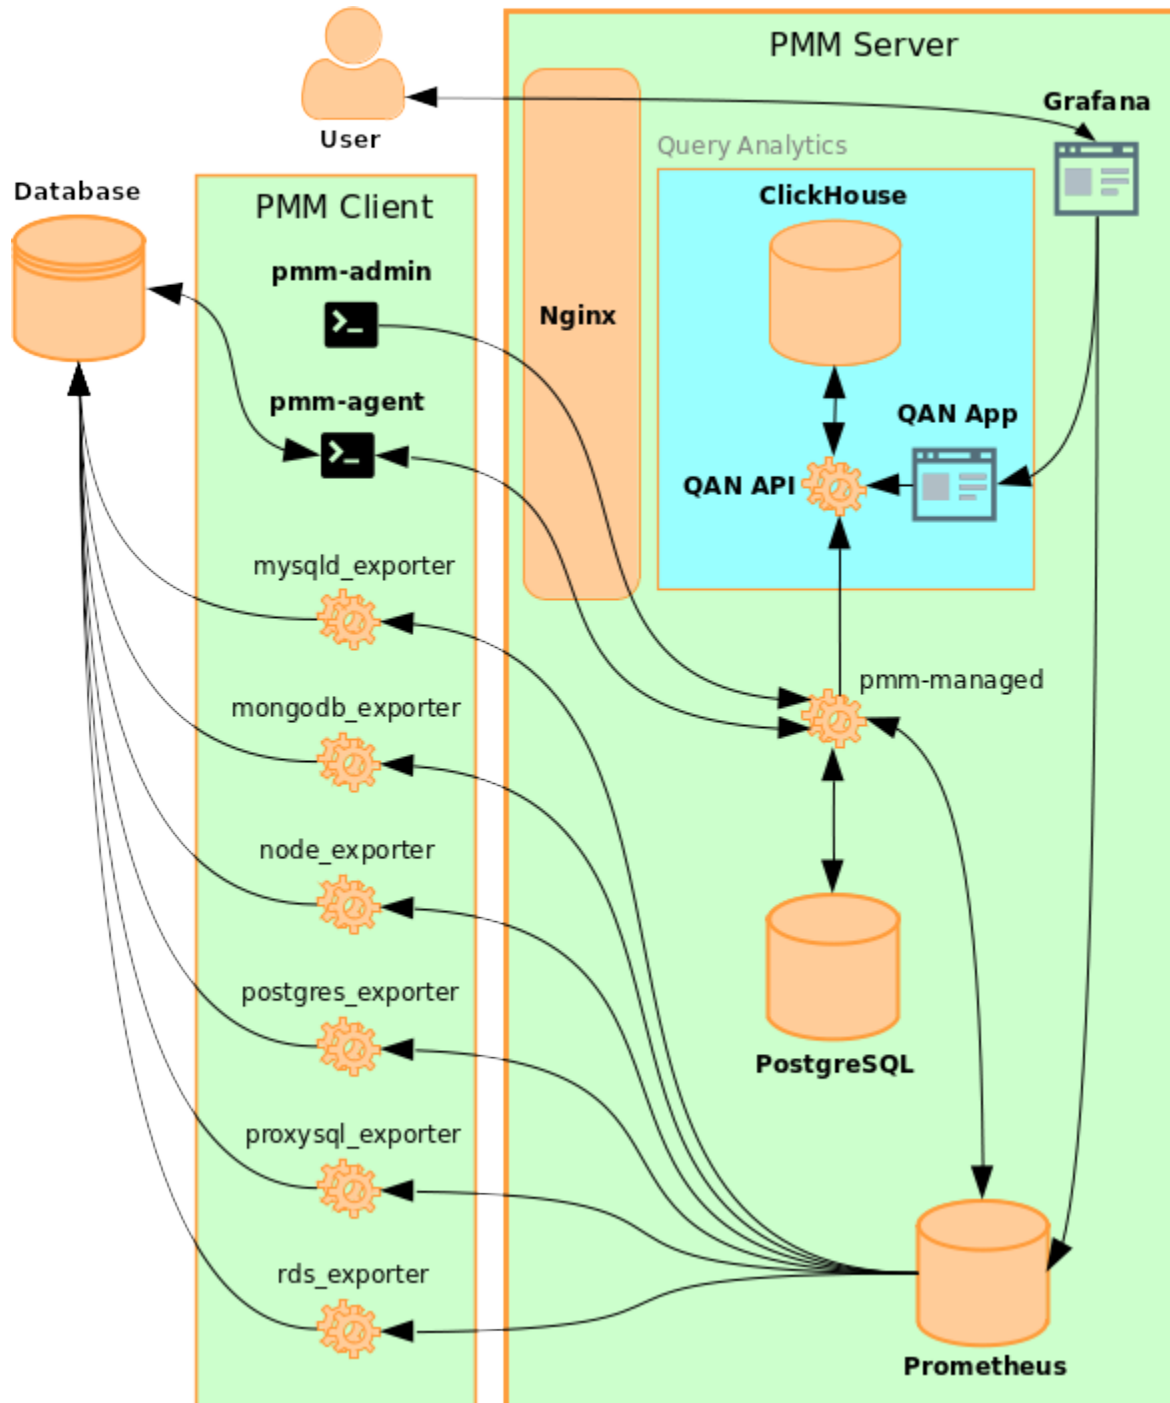 PMM Server
Grafana
User
Query Analytics
Database
PMM Client
ClickHouse
pmm-admin
Nginx
pmm-agent
QAN App
QAN API
mysqld_exporter
pmm-managed
mongodb_exporter
node_exporter
postgres_exporter
PostgreSQL
proxysql_exporter
rds_exporter
Prometheus